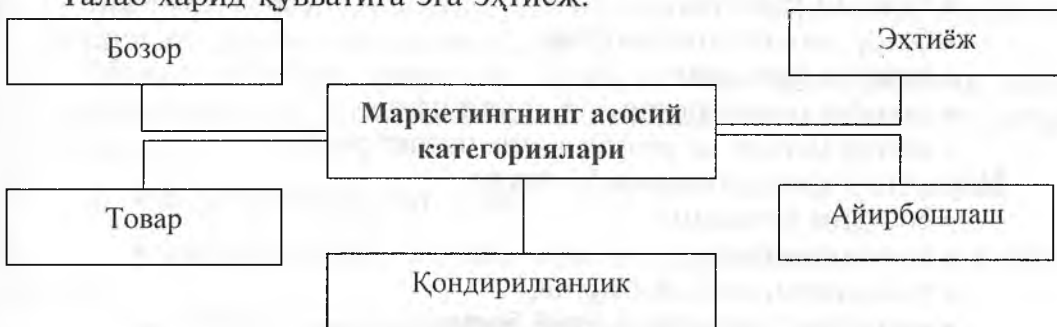 Талаб харид қувватига эга эҳтиёж.
Бозор
Эҳтиёж
Маркетингнинг асосий
категориялари
Товар
Айирбошлаш
Қондирилганлик